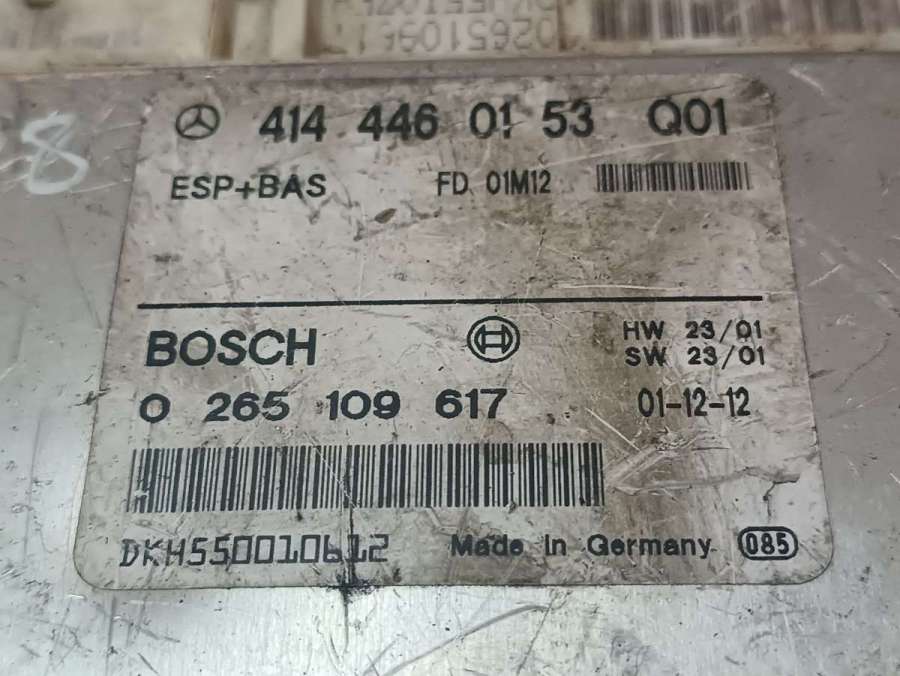 8
414 446 01 53 Q01
ESP+BAS FD 01M12
BOSCH HW 23/01
SW 23/01
0 265 109 617 01-12-12
DKH550010612 Made in Germany 085